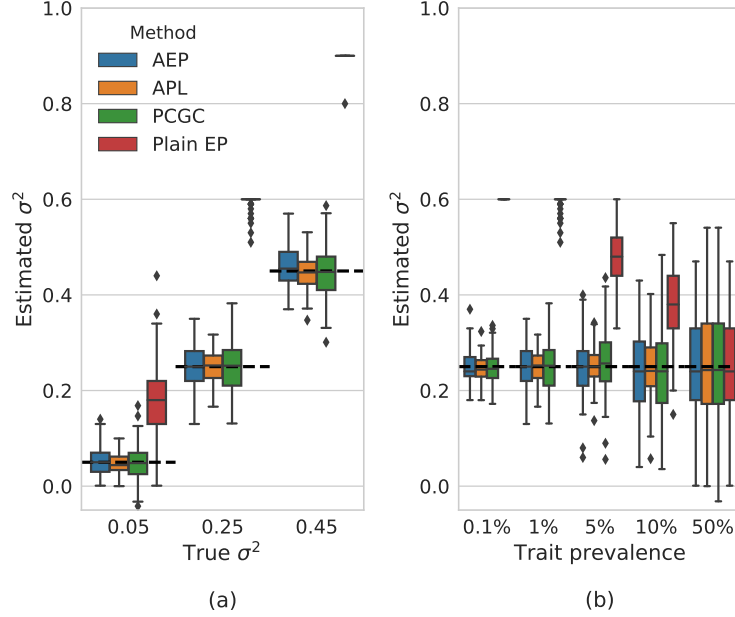 1.0
0.8
0.6
0.4
0.2
0.0
Estimated σ²
Method
AEP
APL
PCGC
Plain EP
0.05 0.25 0.45
True σ²
(a)
1.0
0.8
0.6
0.4
0.2
0.0
Estimated σ²
0.1% 1% 5% 10% 50%
Trait prevalence
(b)